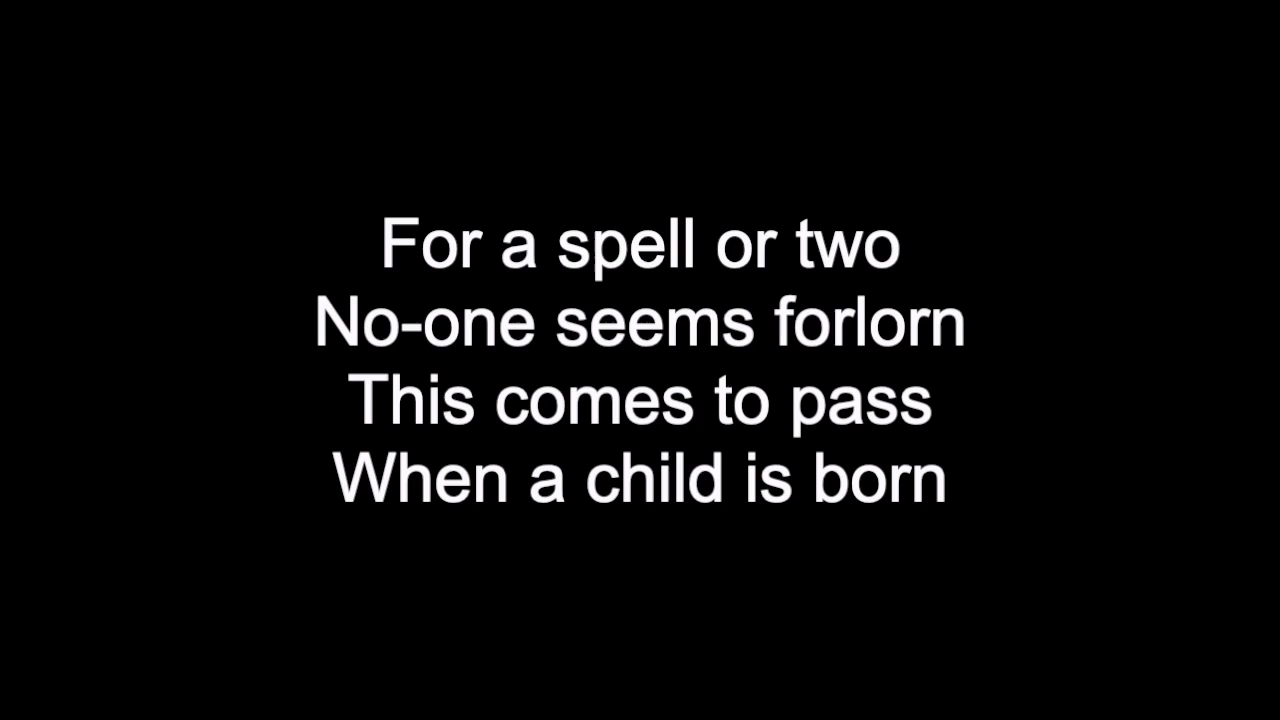 For a spell or two
No-one seems forlorn
This comes to pass
When a child is born